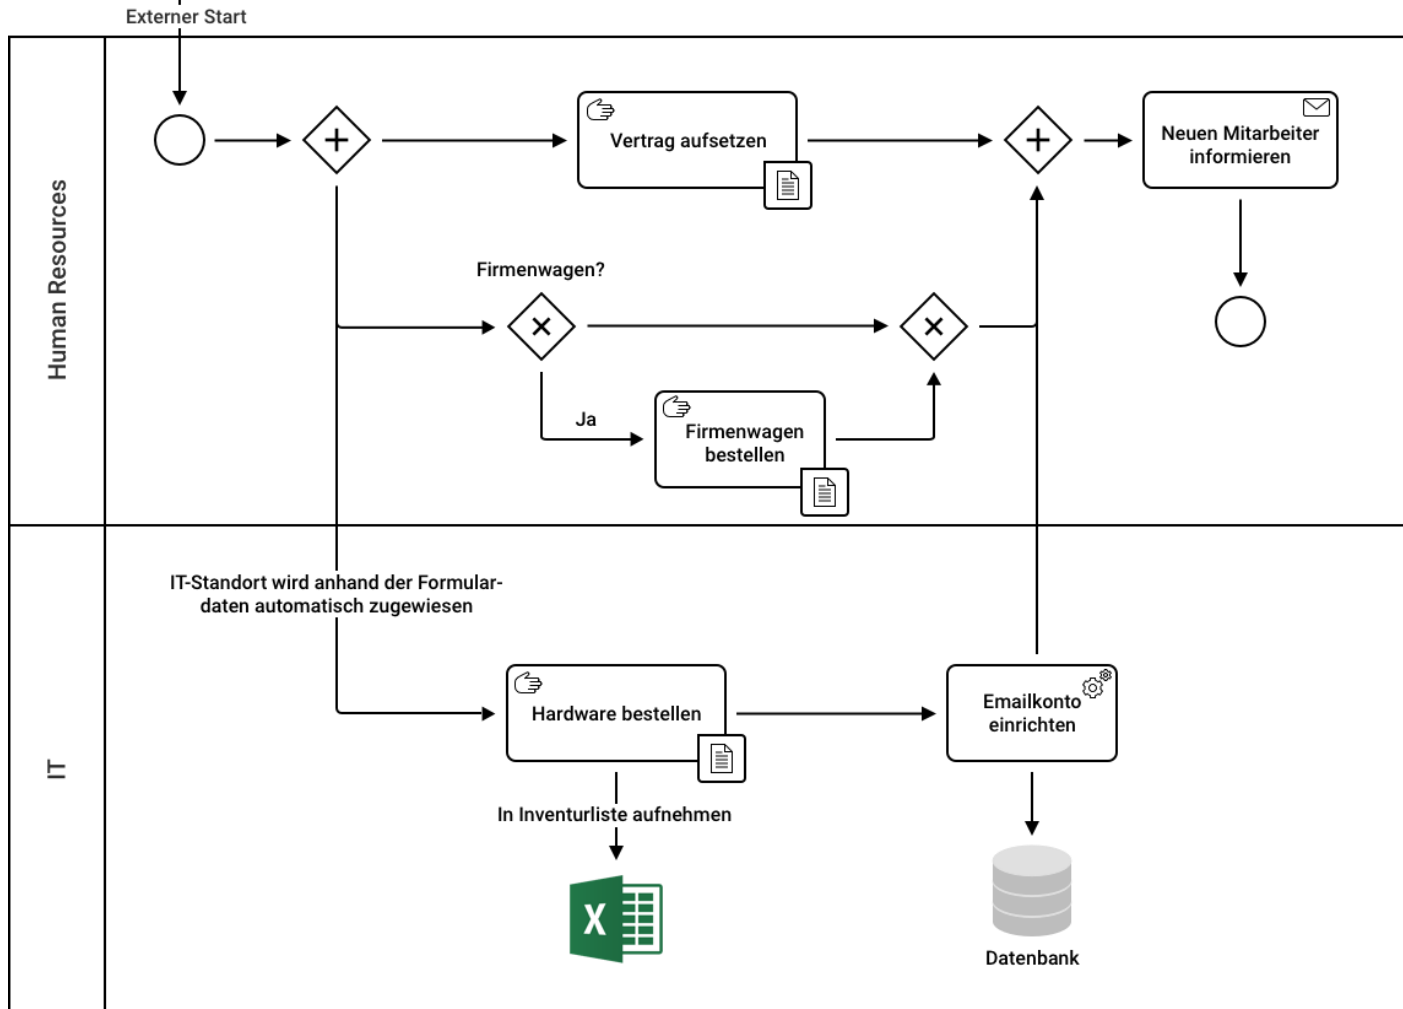 Externer Start
Human Resources
Vertrag aufsetzen
Neuen Mitarbeiter
informieren
Firmenwagen?
Ja
Firmenwagen
bestellen
IT
IT-Standort wird anhand der Formular-
daten automatisch zugewiesen
Hardware bestellen
Emailkonto
einrichten
In Inventurliste aufnehmen
X
Datenbank